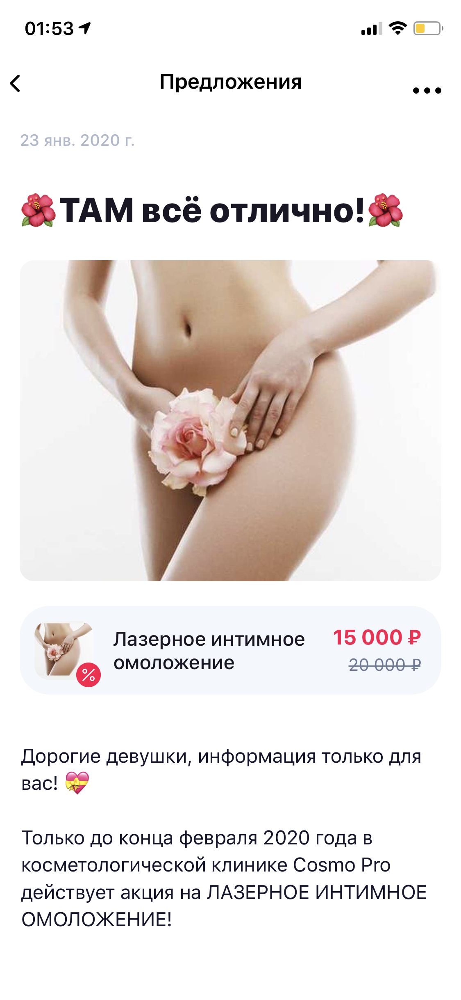 01:53
Предложения
23 янв. 2020 г.
🌺ТАМ всё отлично!🌺
Лазерное интимное
омоложение
15 000 ₽
20 000 ₽
Дорогие девушки, информация только для
вас! 💝
Только до конца февраля 2020 года в
косметологической клинике Cosmo Pro
действует акция на ЛАЗЕРНОЕ ИНТИМНОЕ
ОМОЛОЖЕНИЕ!